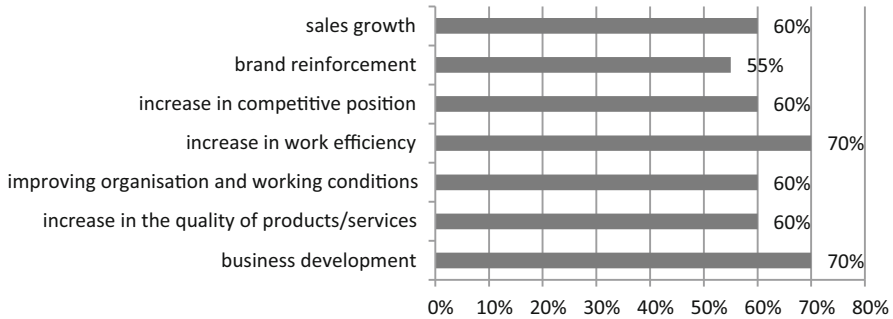 sales growth 60%
brand reinforcement 55%
increase in competitive position 60%
increase in work efficiency 70%
improving organisation and working conditions 60%
increase in the quality of products/services 60%
business development 70%
0% 10% 20% 30% 40% 50% 60% 70% 80%